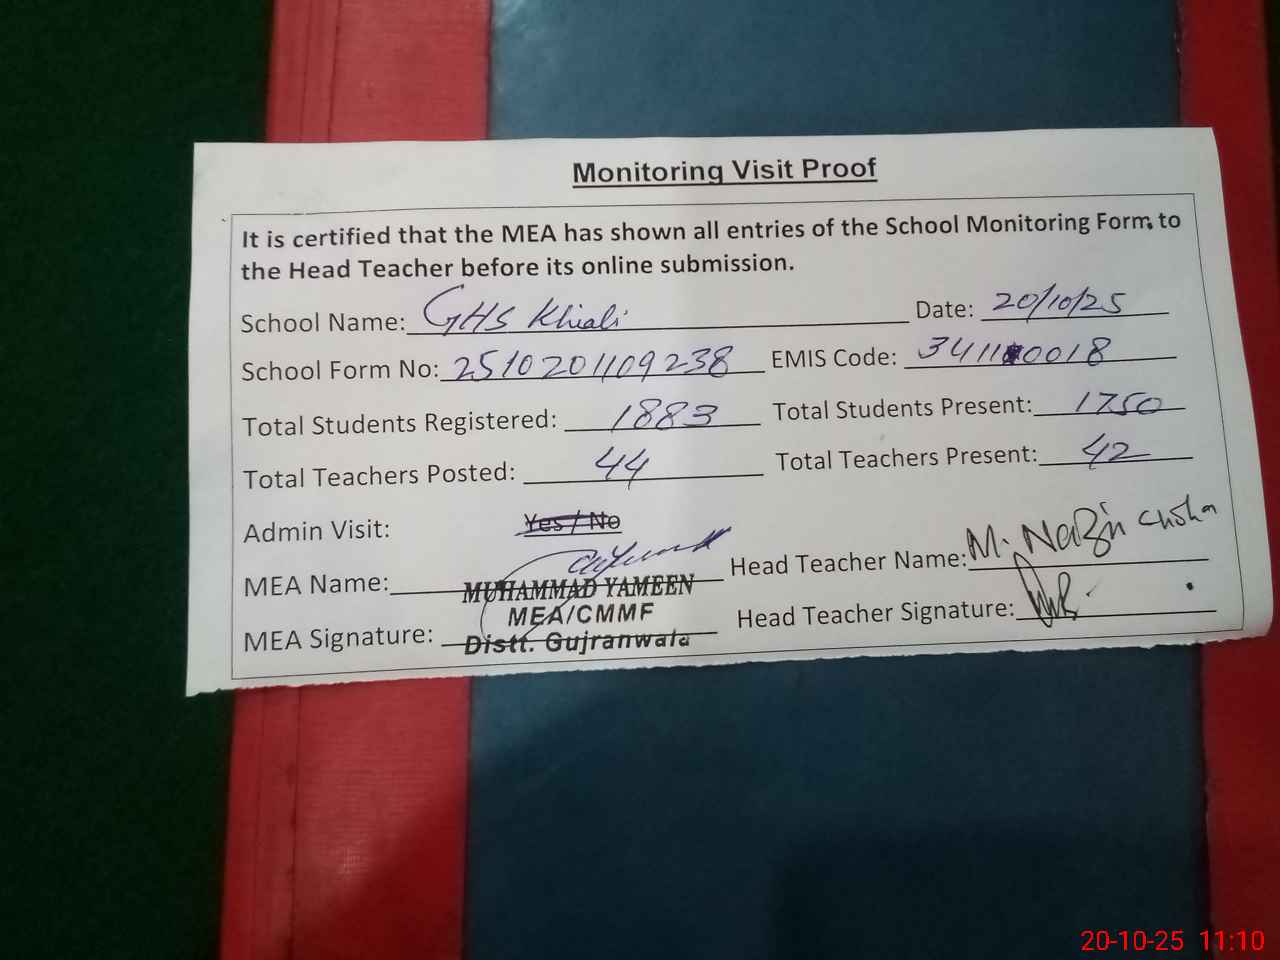 Monitoring Visit Proof
It is certified that the MEA has shown all entries of the School Monitoring Form to
the Head Teacher before its online submission.
School Name: GHS Khiali Date: 20/10/25
School Form No: 2510201109238 EMIS Code:
Total Students Registered: 1883 Total Students Present: 1750
Total Teachers Posted: 44 Total Teachers Present: 42
Admin Visit: Yes / No
MEA Name: MUHAMMAD YAMEEN Head Teacher Name: M.
MEA/CMMF
MEA Signature: Distt. Gujranwala Head Teacher Signature:
20-10-25 11:10